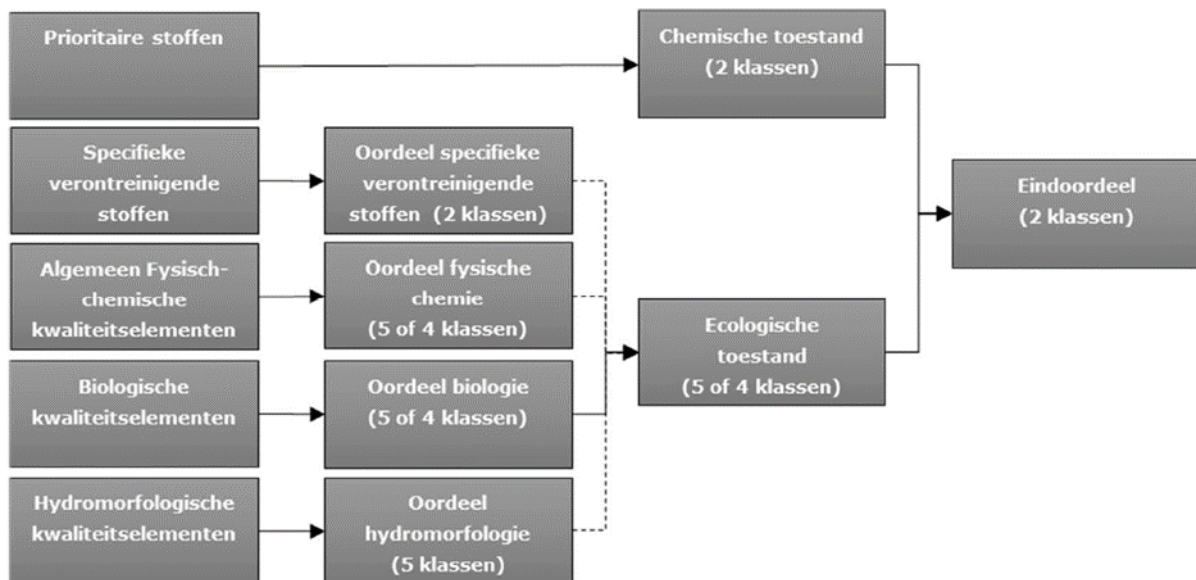 Prioritaire stoffen
Chemische toestand
(2 klassen)
Specifieke
verontreinigende
stoffen
Oordeel specifieke
verontreinigende
stoffen (2 klassen)
Eindoordeel
(2 klassen)
Algemeen Fysisch-
chemische
kwaliteitselementen
Oordeel fysische
chemie
(5 of 4 klassen)
Ecologische
toestand
(5 of 4 klassen)
Biologische
kwaliteitselementen
Oordeel biologie
(5 of 4 klassen)
Hydromorfologische
kwaliteitselementen
Oordeel
hydromorfologie
(5 klassen)